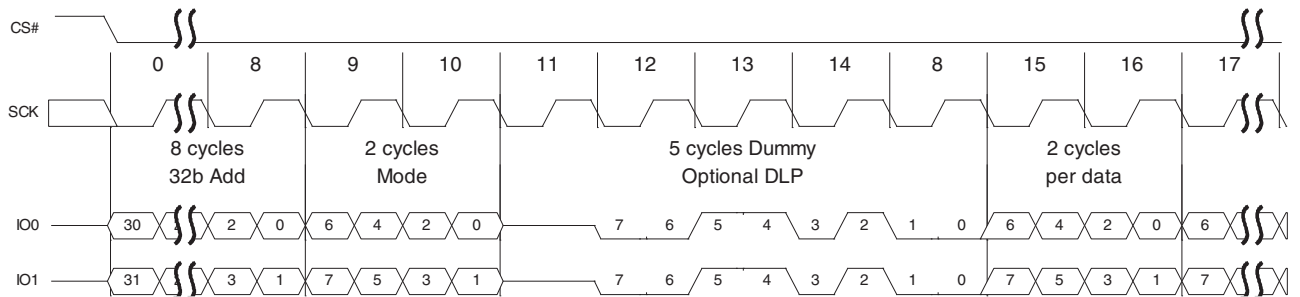 CS#
0 8 9 10 11 12 13 14 8 15 16 17
SCK
8 cycles 2 cycles 5 cycles Dummy 2 cycles
32b Add Mode Optional DLP per data
IO0 30 2 0 6 4 2 0 7 6 5 4 3 2 1 0 6 4 2 0 6
IO1 31 3 1 7 5 3 1 7 6 5 4 3 2 1 0 7 5 3 1 7